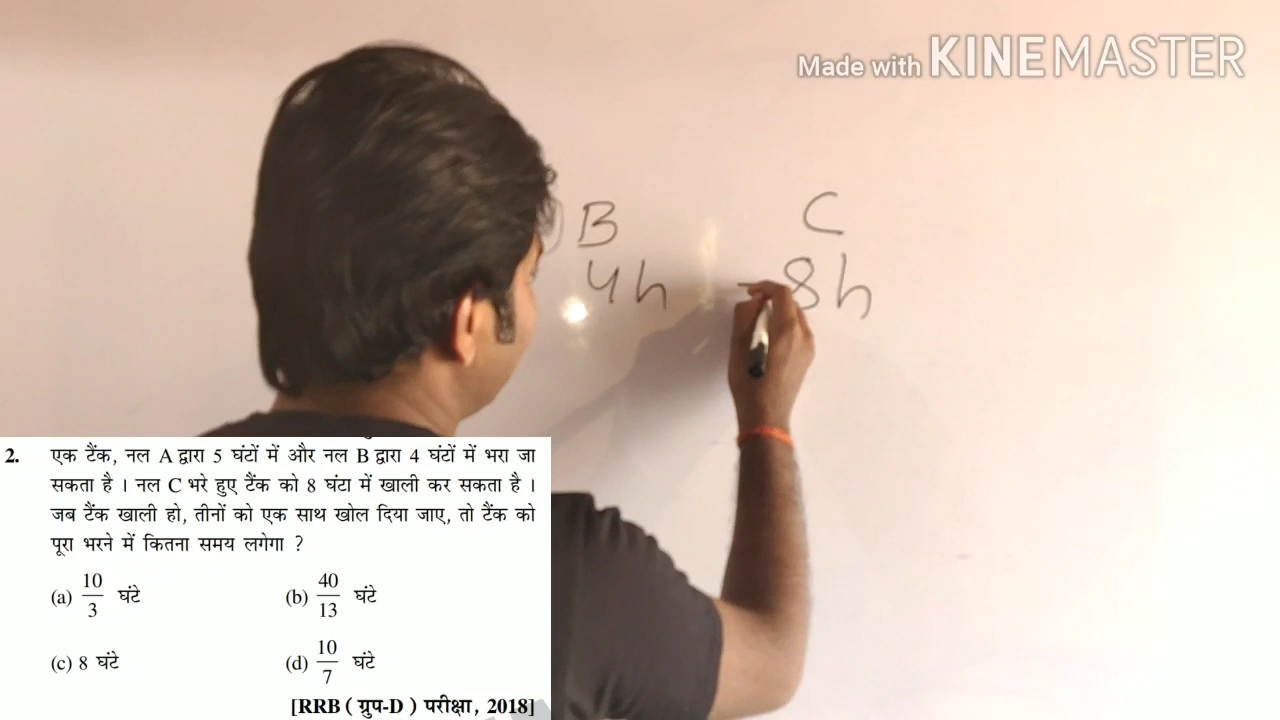 Made with KINEMASTER
B C
4h -8h
2. एक टैंक, नल A द्वारा 5 घंटों में और नल B द्वारा 4 घंटों में भरा जा
सकता है । नल C भरे हुए टैंक को 8 घंटा में खाली कर सकता है ।
जब टैंक खाली हो, तीनों को एक साथ खोल दिया जाए, तो टैंक को
पूरा भरने में कितना समय लगेगा ?
(a) 10/3 घंटे (b) 40/13 घंटे
(c) 8 घंटे (d) 10/7 घंटे
[RRB ( ग्रुप-D ) परीक्षा, 2018]